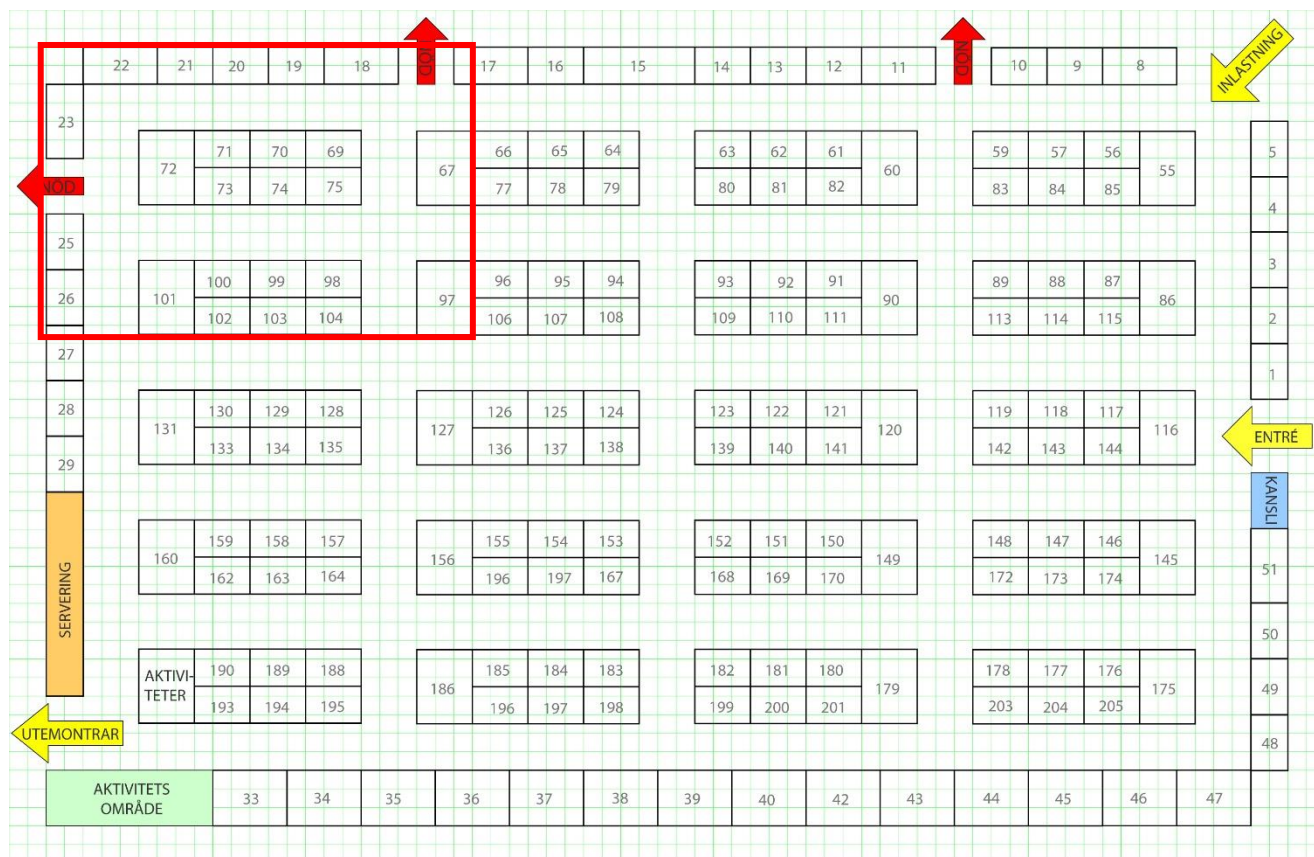 22 21 20 19 18 NÖD 17 16 15 14 13 12 11 NÖD 10 9 8 INLASTNING
23
72 71 70 69 67 66 65 64 63 62 61 60 59 57 56 55 5
73 74 75 77 78 79 80 81 82 83 84 85
NÖD
4
25
3
101 100 99 98 97 96 95 94 93 92 91 90 89 88 87 86
26
102 103 104 106 107 108 109 110 111 113 114 115 2
27
1
28
131 130 129 128 127 126 125 124 123 122 121 120 119 118 117 116
133 134 135 136 137 138 139 140 141 142 143 144
ENTRÉ
29
KANSLI
160 159 158 157 156 155 154 153 152 151 150 149 148 147 146 145
162 163 164 196 197 167 168 169 170 172 173 174 51
SERVERING
50
AKTIVI-
TETER
190 189 188 186 185 184 183 182 181 180 179 178 177 176 175
193 194 195 196 197 198 199 200 201 203 204 205
49
UTEMONTRAR
48
AKTIVITETS
OMRÅDE
33 34 35 36 37 38 39 40 42 43 44 45 46 47